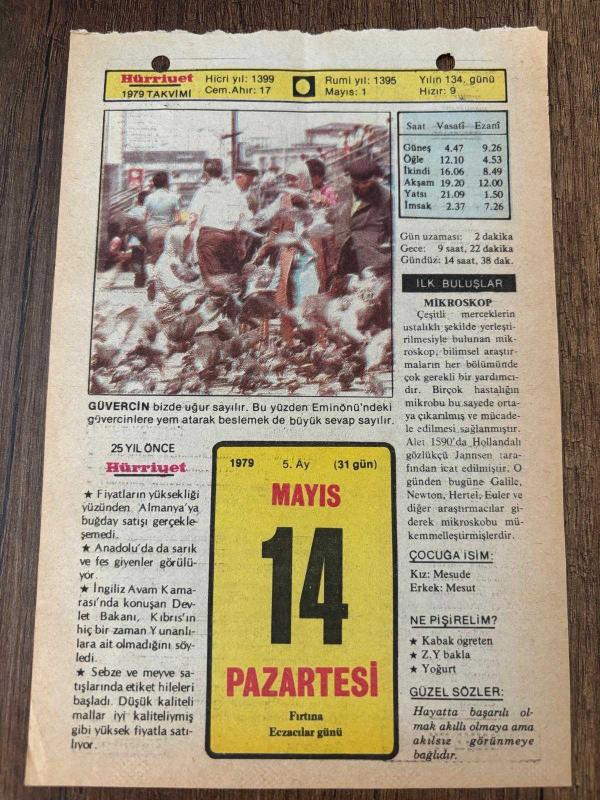 Hürriyet
1979 TAKVİMİ
Hicri yıl: 1399
Cem.Ahır: 17
Rumi yıl: 1395
Mayıs: 1
Yılın 134. günü
Hızır: 9
Saat Vasatî Ezanî
Güneş 4.47 9.26
Öğle 12.10 4.53
İkindi 16.06 8.49
Akşam 19.20 12.00
Yatsı 21.09 1.50
İmsak 2.37 7.26
Gün uzaması: 2 dakika
Gece: 9 saat, 22 dakika
Gündüz: 14 saat, 38 dak.
GÜVERCİN bizde uğur sayılır. Bu yüzden Eminönü'ndeki
güvercinlere yem atarak beslemek de büyük sevap sayılır.
25 YIL ÖNCE
Hürriyet
★ Fiyatların yüksekliği
yüzünden Almanya'ya
buğday satışı gerçekle-
şemedi.
★ Anadolu'da da sarık
ve fes giyenler görülü-
yor.
★ İngiliz Avam Kama-
rası'nda konuşan Dev-
let Bakanı, Kıbrıs'ın
hiç bir zaman Yunanlı-
lara ait olmadığını söy-
ledi.
★ Sebze ve meyve sa-
tışlarında etiket hileleri
başladı. Düşük kaliteli
mallar iyi kaliteliymiş
gibi yüksek fiyatla satı-
lıyor.
1979 5. Ay (31 gün)
MAYIS
14
PAZARTESİ
Fırtına
Eczacılar günü
İLK BULUŞLAR
MİKROSKOP
Çeşitli merceklerin
ustalıklı şekilde yerleşti-
rilmesiyle bulunan mik-
roskop, bilimsel araştır-
maların her bölümünde
çok gerekli bir yardımcı-
dır. Birçok hastalığın
mikrobu bu sayede orta-
ya çıkarılmış ve mücade-
le edilmesi sağlanmıştır.
Alet 1590'da Hollandalı
gözlükçü Jannsen tara-
fından icat edilmiştir. O
günden bugüne Galile,
Newton, Hertel, Euler ve
diğer araştırmacılar gi-
derek mikroskobu mü-
kemmelleştirmişlerdir.
ÇOCUĞA İSİM:
Kız: Mesude
Erkek: Mesut
NE PİŞİRELİM?
★ Kabak ogreten
★ Z.Y bakla
★ Yoğurt
GÜZEL SÖZLER:
Hayatta başarılı ol-
mak akıllı olmaya ama
akılsız görünmeye
bağlıdır.